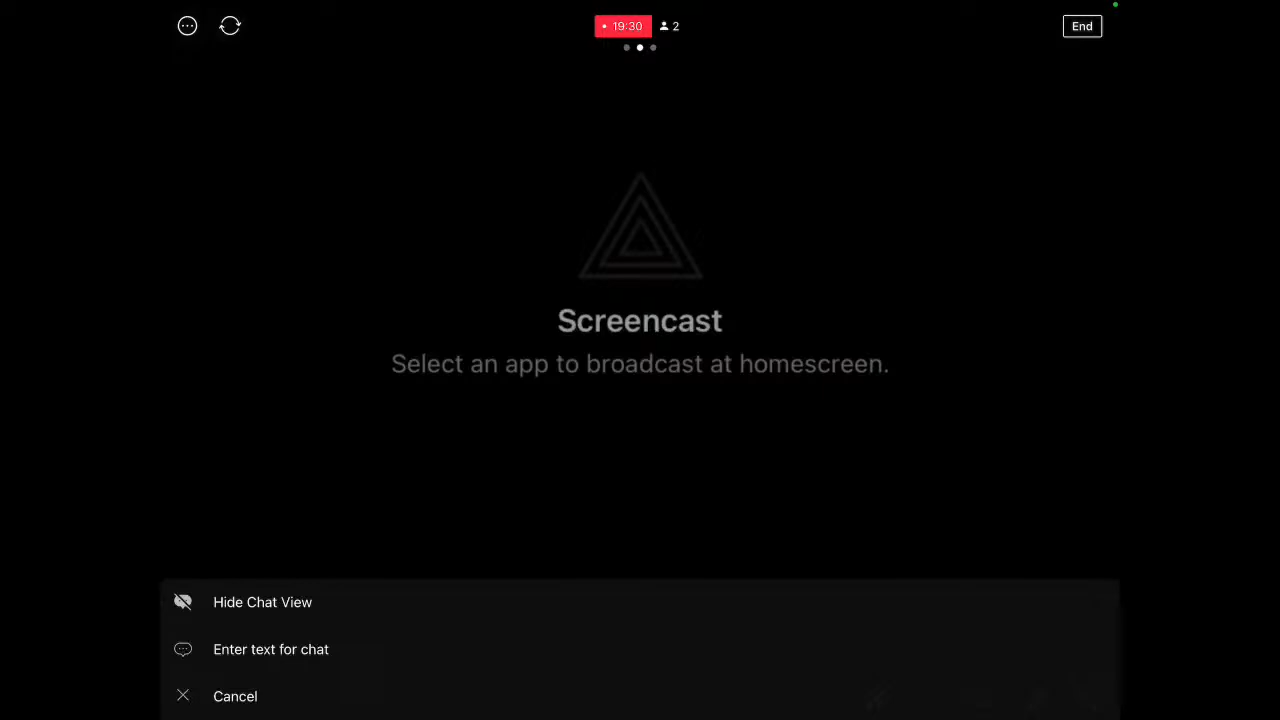 19:30 2
End
Screencast
Select an app to broadcast at homescreen.
Hide Chat View
Enter text for chat
Cancel